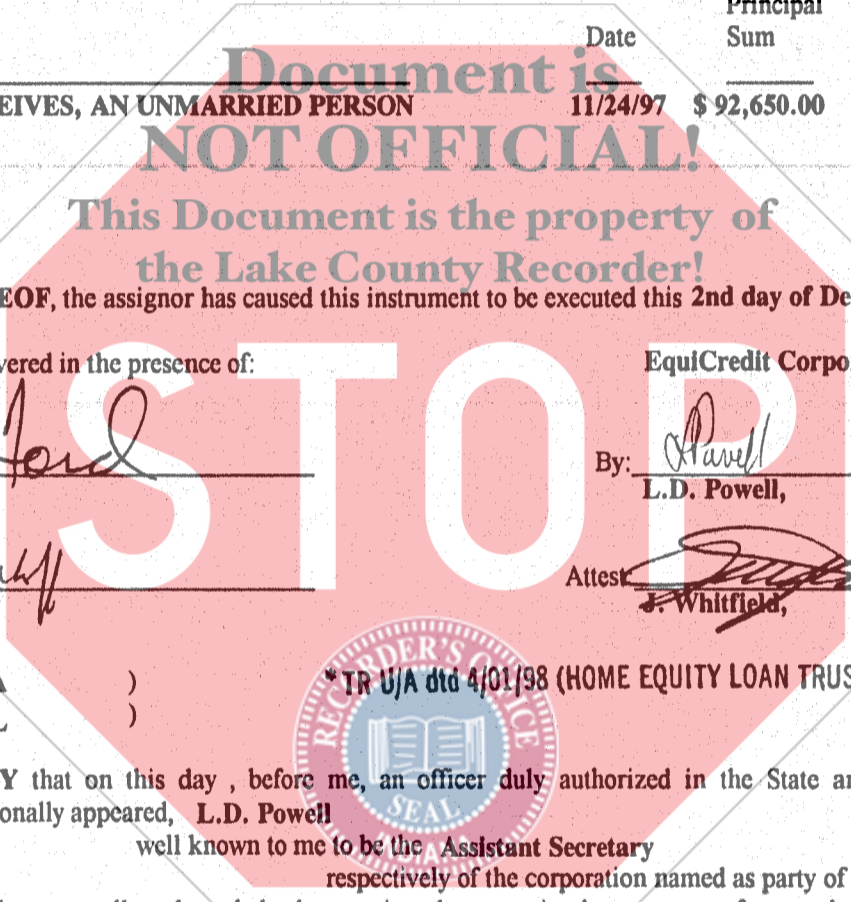 Principal
Date Sum
EIVES, AN UNMARRIED PERSON 11/24/97 $ 92,650.00
Document is
NOT OFFICIAL!
This Document is the property of
the Lake County Recorder!
EOF, the assignor has caused this instrument to be executed this 2nd day of De
vered in the presence of: EquiCredit Corpo
STOP
By: L.D. Powell
L.D. Powell,
Attest
J. Whitfield,
)
*TR U/A dtd 4/01/98 (HOME EQUITY LOAN TRUS
)
RECORDER'S OFFICE
SEAL
INDIANA
Y that on this day , before me, an officer duly authorized in the State an
onally appeared, L.D. Powell
well known to me to be the Assistant Secretary
respectively of the corporation named as party of